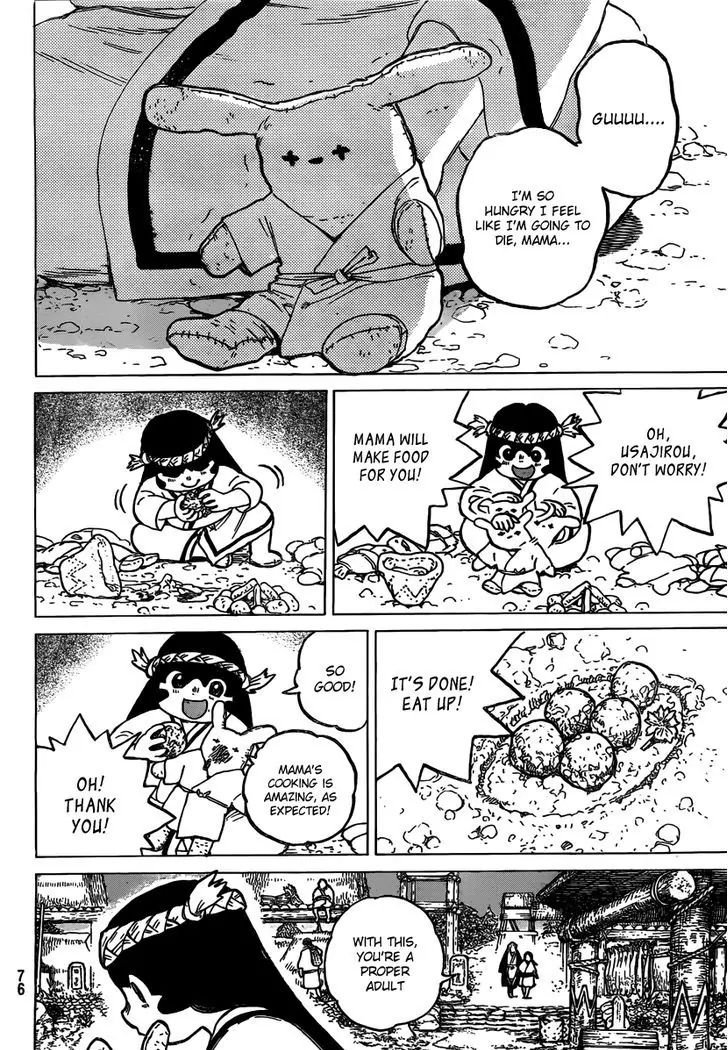 GUUUU....
I'M SO
HUNGRY I FEEL
LIKE I'M GOING TO
DIE, MAMA...
OH,
USAJIROU,
DON'T WORRY!
MAMA WILL
MAKE FOOD
FOR YOU!
IT'S DONE!
EAT UP!
SO
GOOD!
MAMA'S
COOKING IS
AMAZING, AS
EXPECTED!
OH!
THANK
YOU!
WITH THIS,
YOU'RE A
PROPER
ADULT
76